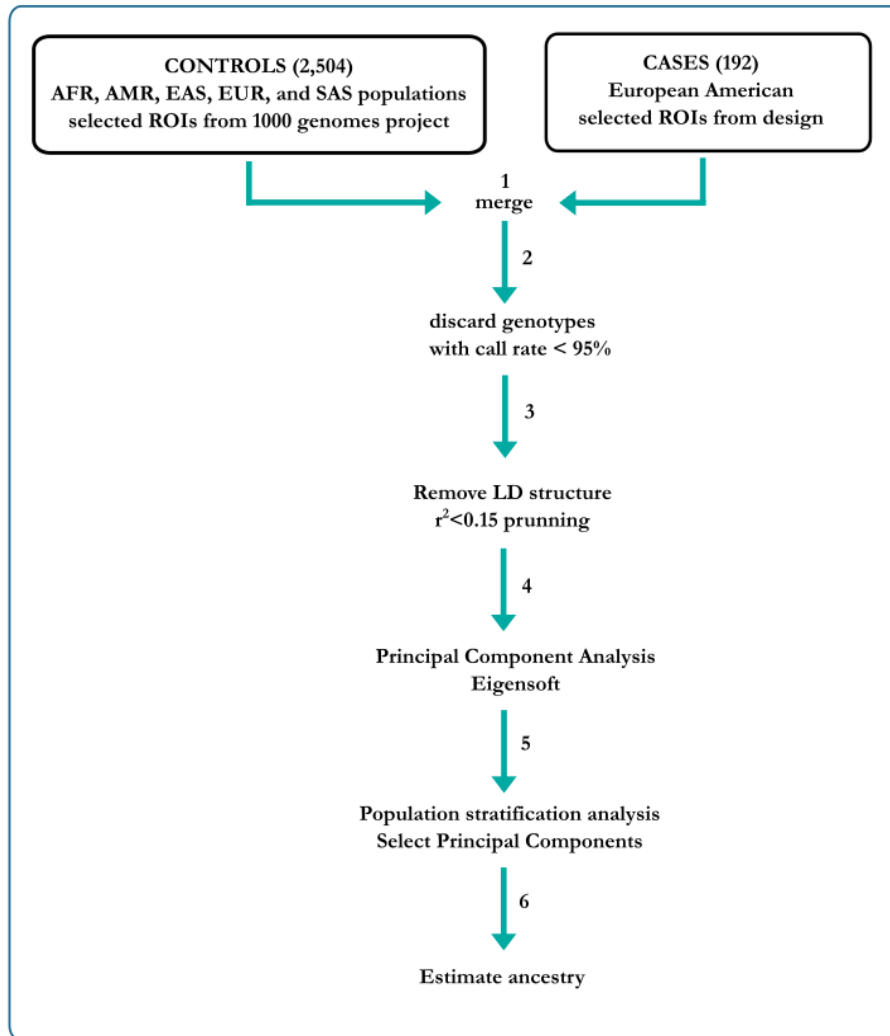 CONTROLS (2,504)
AFR, AMR, EAS, EUR, and SAS populations
selected ROIs from 1000 genomes project
CASES (192)
European American
selected ROIs from design
1
merge
2
discard genotypes
with call rate < 95%
3
Remove LD structure
r²<0.15 prunning
4
Principal Component Analysis
Eigensoft
5
Population stratification analysis
Select Principal Components
6
Estimate ancestry